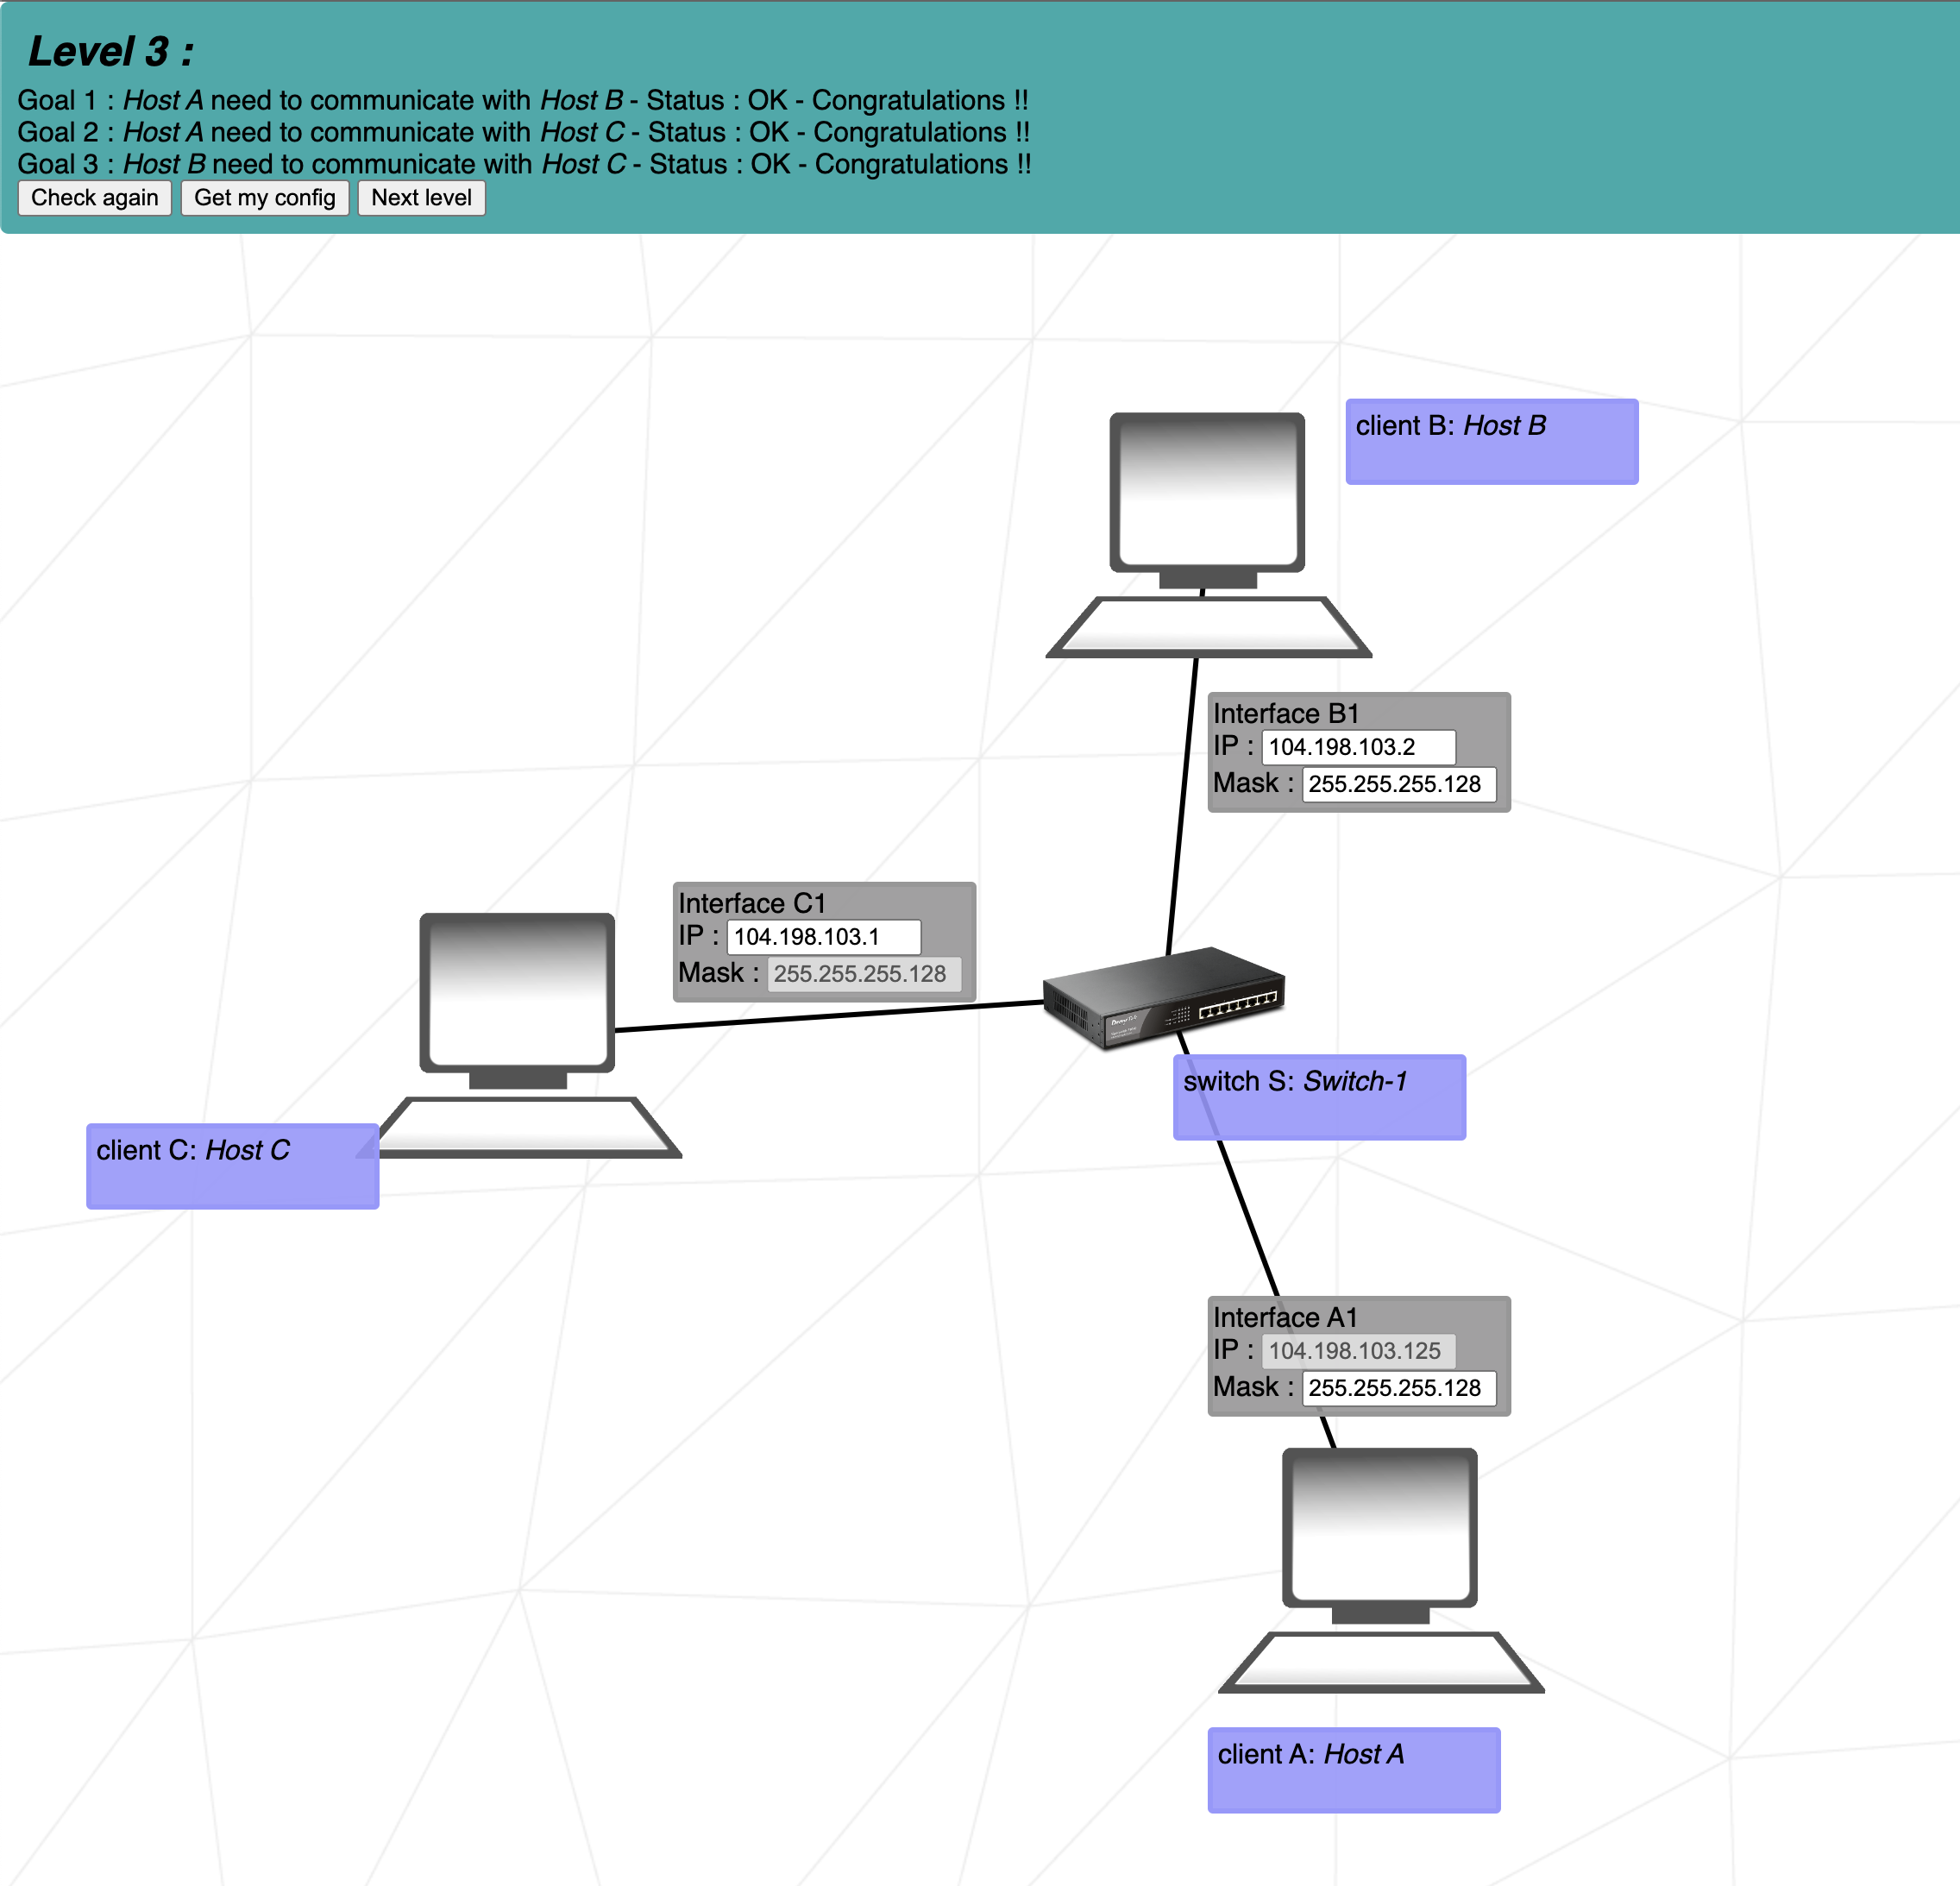 Level 3 :
Goal 1 : Host A need to communicate with Host B - Status : OK - Congratulations !!
Goal 2 : Host A need to communicate with Host C - Status : OK - Congratulations !!
Goal 3 : Host B need to communicate with Host C - Status : OK - Congratulations !!
Check again Get my config Next level
client B: Host B
Interface B1
IP : 104.198.103.2
Mask : 255.255.255.128
Interface C1
IP : 104.198.103.1
Mask : 255.255.255.128
switch S: Switch-1
client C: Host C
Interface A1
IP : 104.198.103.125
Mask : 255.255.255.128
client A: Host A